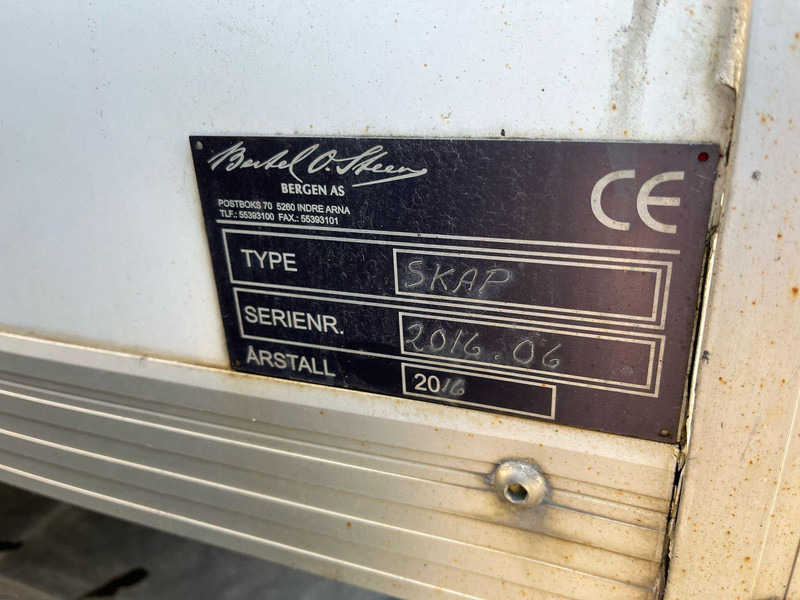 Bertel O. Steen
BERGEN AS
CE
POSTBOKS 70 5260 INDRE ARNA
TLF.: 55393100 FAX.: 55393101
TYPE SKAP
SERIENR. 2016.06
ÅRSTALL 2016